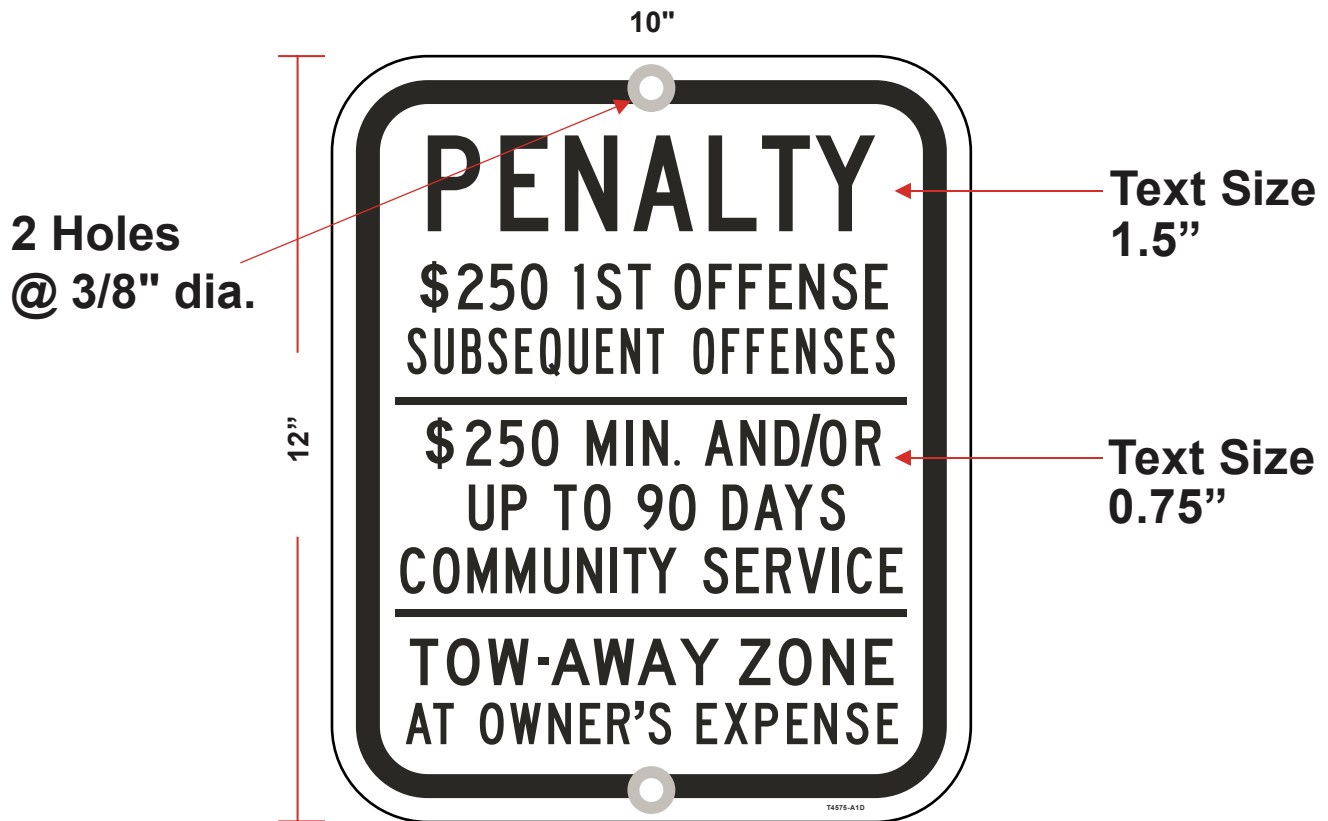 10"
2 Holes
@ 3/8" dia.
12”
PENALTY
$250 1ST OFFENSE
SUBSEQUENT OFFENSES
$250 MIN. AND/OR
UP TO 90 DAYS
COMMUNITY SERVICE
TOW-AWAY ZONE
AT OWNER’S EXPENSE
T4575-A1D
Text Size
1.5”
Text Size
0.75”